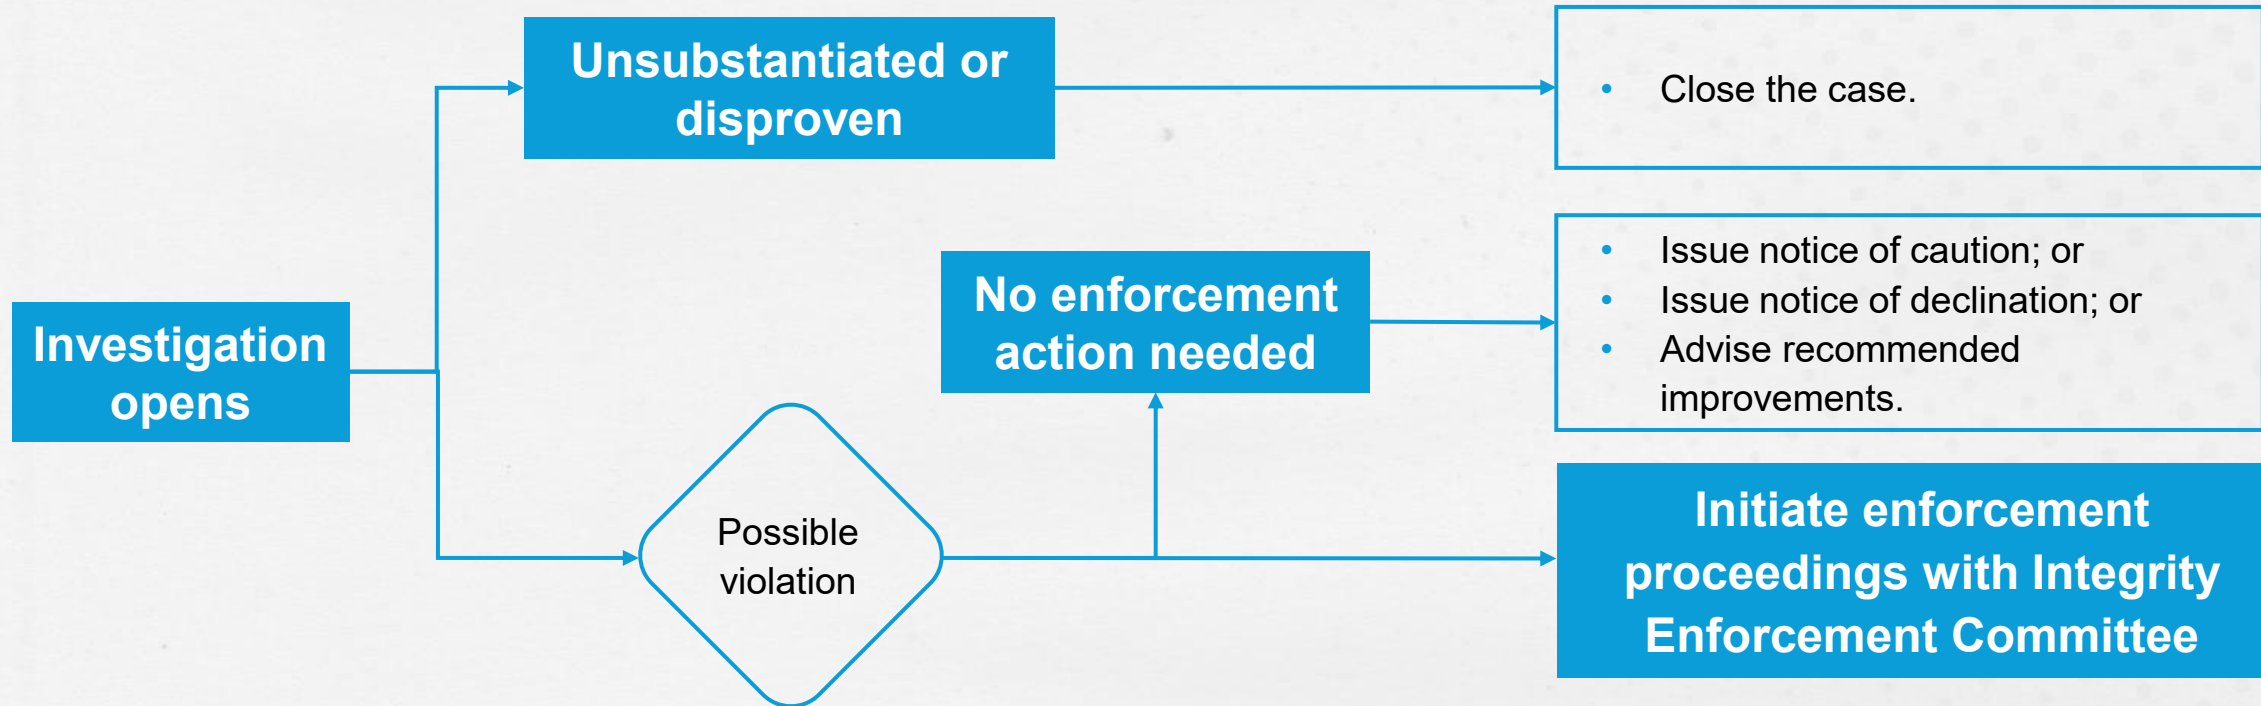 Unsubstantiated or
disproven
• Close the case.
Investigation
opens
No enforcement
action needed
• Issue notice of caution; or
• Issue notice of declination; or
• Advise recommended
improvements.
Possible
violation
Initiate enforcement
proceedings with Integrity
Enforcement Committee